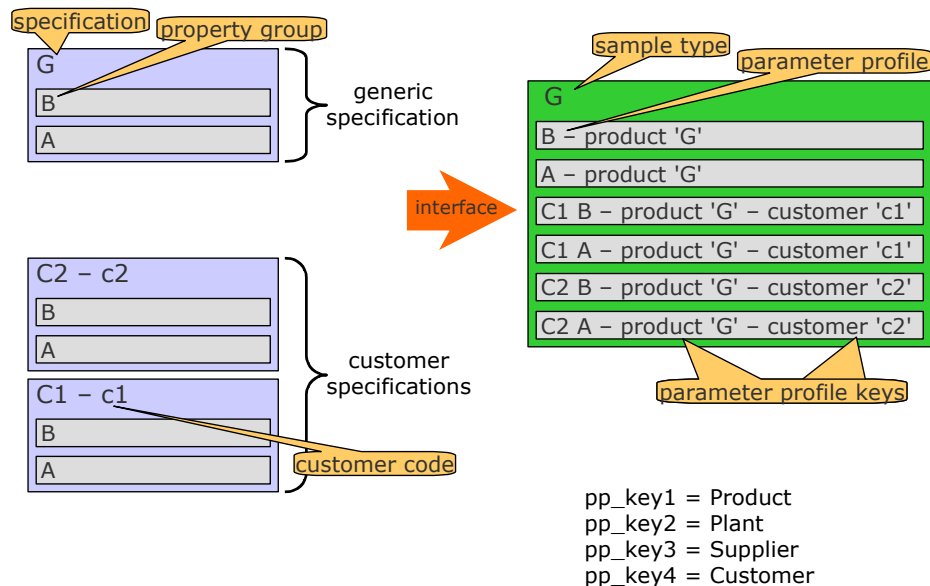 specification
property group
G
B
A
generic
specification
C2 – c2
B
A
C1 – c1
B
A
customer
specifications
customer code
interface
sample type
parameter profile
G
B – product 'G'
A – product 'G'
C1 B – product 'G' – customer 'c1'
C1 A – product 'G' – customer 'c1'
C2 B – product 'G' – customer 'c2'
C2 A – product 'G' – customer 'c2'
parameter profile keys
pp_key1 = Product
pp_key2 = Plant
pp_key3 = Supplier
pp_key4 = Customer